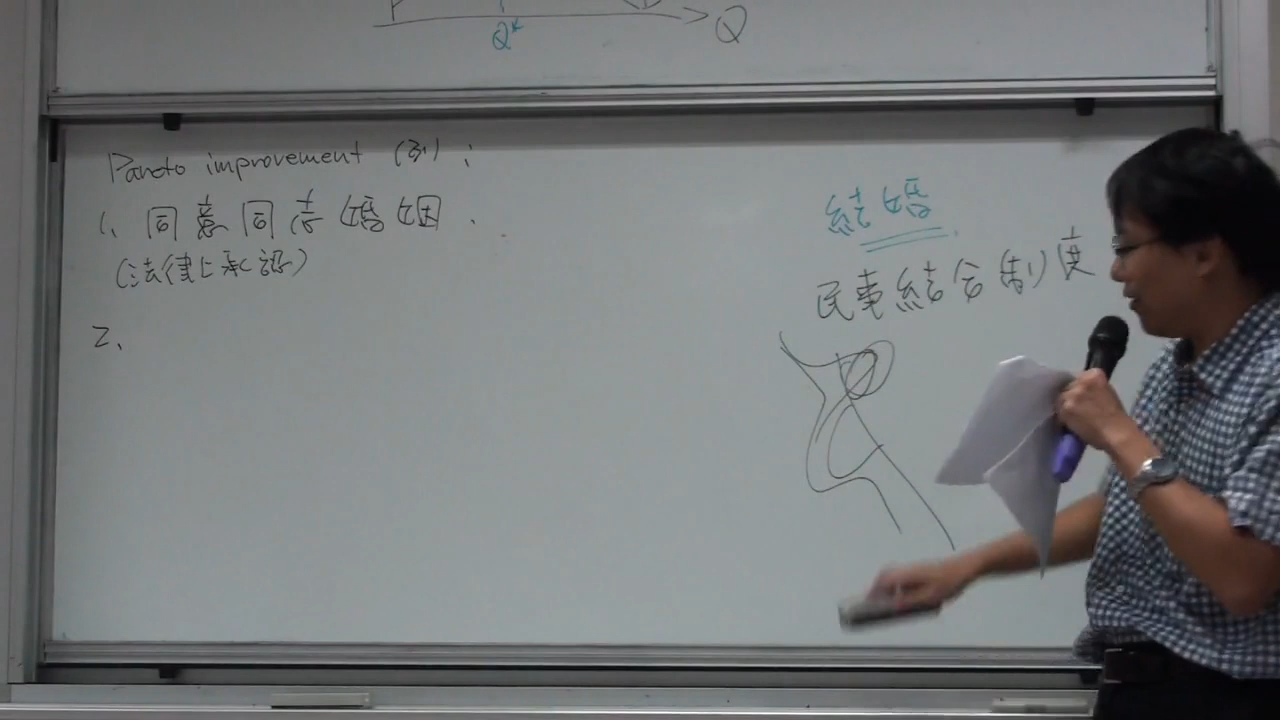 P
Q*
Q
Pareto improvement (例) :
1、同意同志婚姻.
(法律上承認)
2、
結婚
民事結合制度